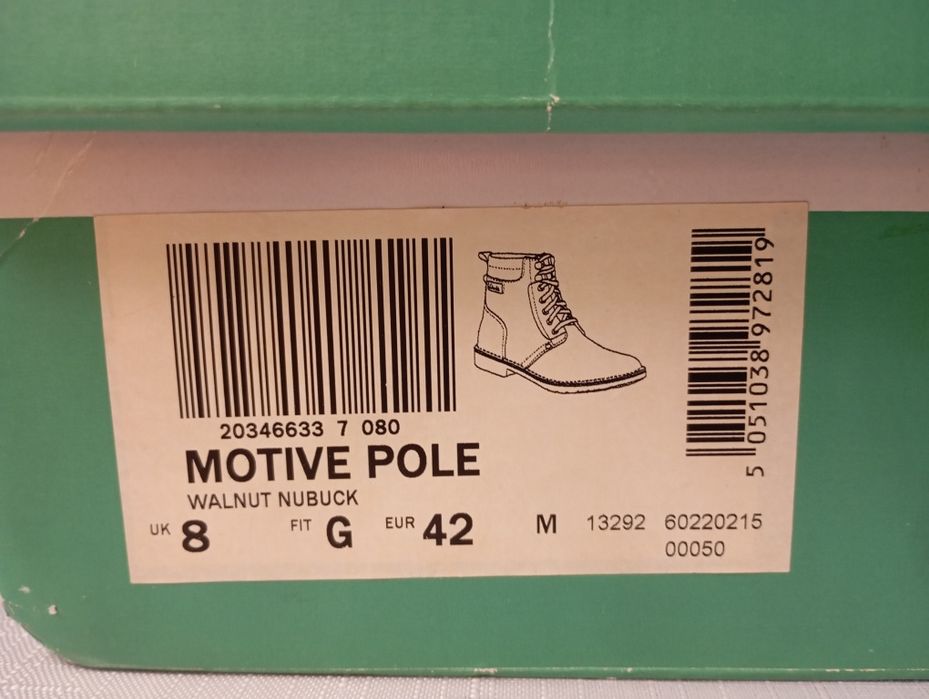 20346633 7 080
MOTIVE POLE
WALNUT NUBUCK
UK 8 FIT G EUR 42 M 13292 60220215
00050
5 051038 972819